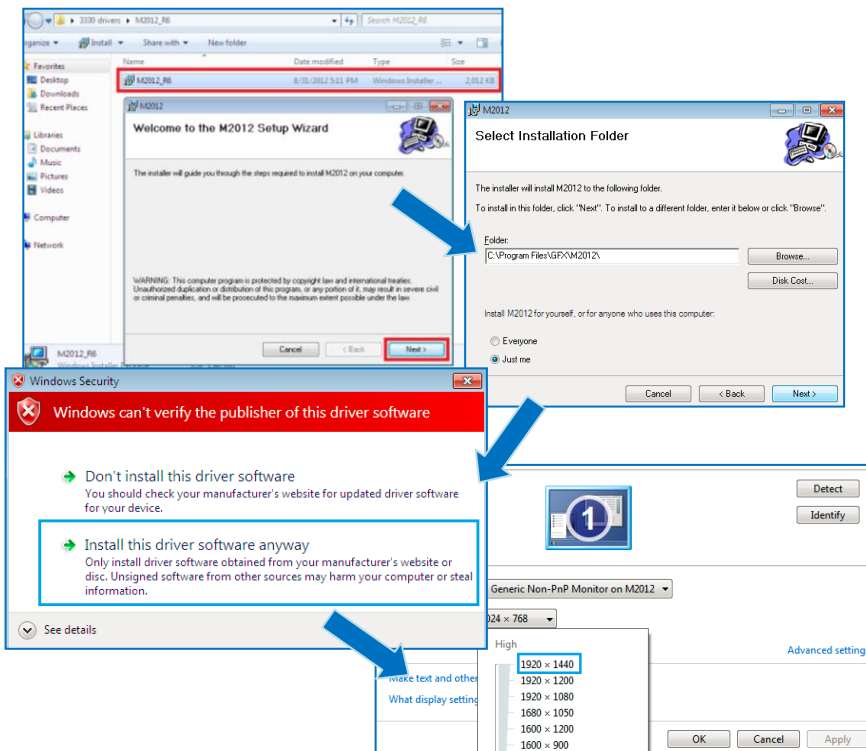 3330 drivers ▸ M2012_R6
Search M2012_R6
rganize
Install
Share with
New folder
Name
Date modified
Type
Size
Favorites
Desktop
Downloads
Recent Places
Libraries
Documents
Music
Pictures
Videos
Computer
Network
M2012_R6
8/31/2012 5:11 PM
Windows Installer ...
2,012 KB
M2012
Welcome to the M2012 Setup Wizard
The installer will guide you through the steps required to install M2012 on your computer.
WARNING: This computer program is protected by copyright law and international treaties.
Unauthorized duplication or distribution of this program, or any portion of it, may result in severe civil
or criminal penalties, and will be prosecuted to the maximum extent possible under the law.
Cancel
< Back
Next >
M2012_R6
Windows Installer
M2012
Select Installation Folder
The installer will install M2012 to the following folder.
To install in this folder, click "Next". To install to a different folder, enter it below or click "Browse".
Folder:
C:\Program Files\GFX\M2012\
Browse...
Disk Cost...
Install M2012 for yourself, or for anyone who uses this computer:
Everyone
Just me
Cancel
< Back
Next >
Windows Security
Windows can't verify the publisher of this driver software
Don't install this driver software
You should check your manufacturer's website for updated driver software
for your device.
Install this driver software anyway
Only install driver software obtained from your manufacturer's website or
disc. Unsigned software from other sources may harm your computer or steal
information.
See details
1
Detect
Identify
Generic Non-PnP Monitor on M2012
024 × 768
High
1920 × 1440
1920 × 1200
1920 × 1080
1680 × 1050
1600 × 1200
1600 × 900
Advanced setting
Make text and other
What display setting
OK
Cancel
Apply